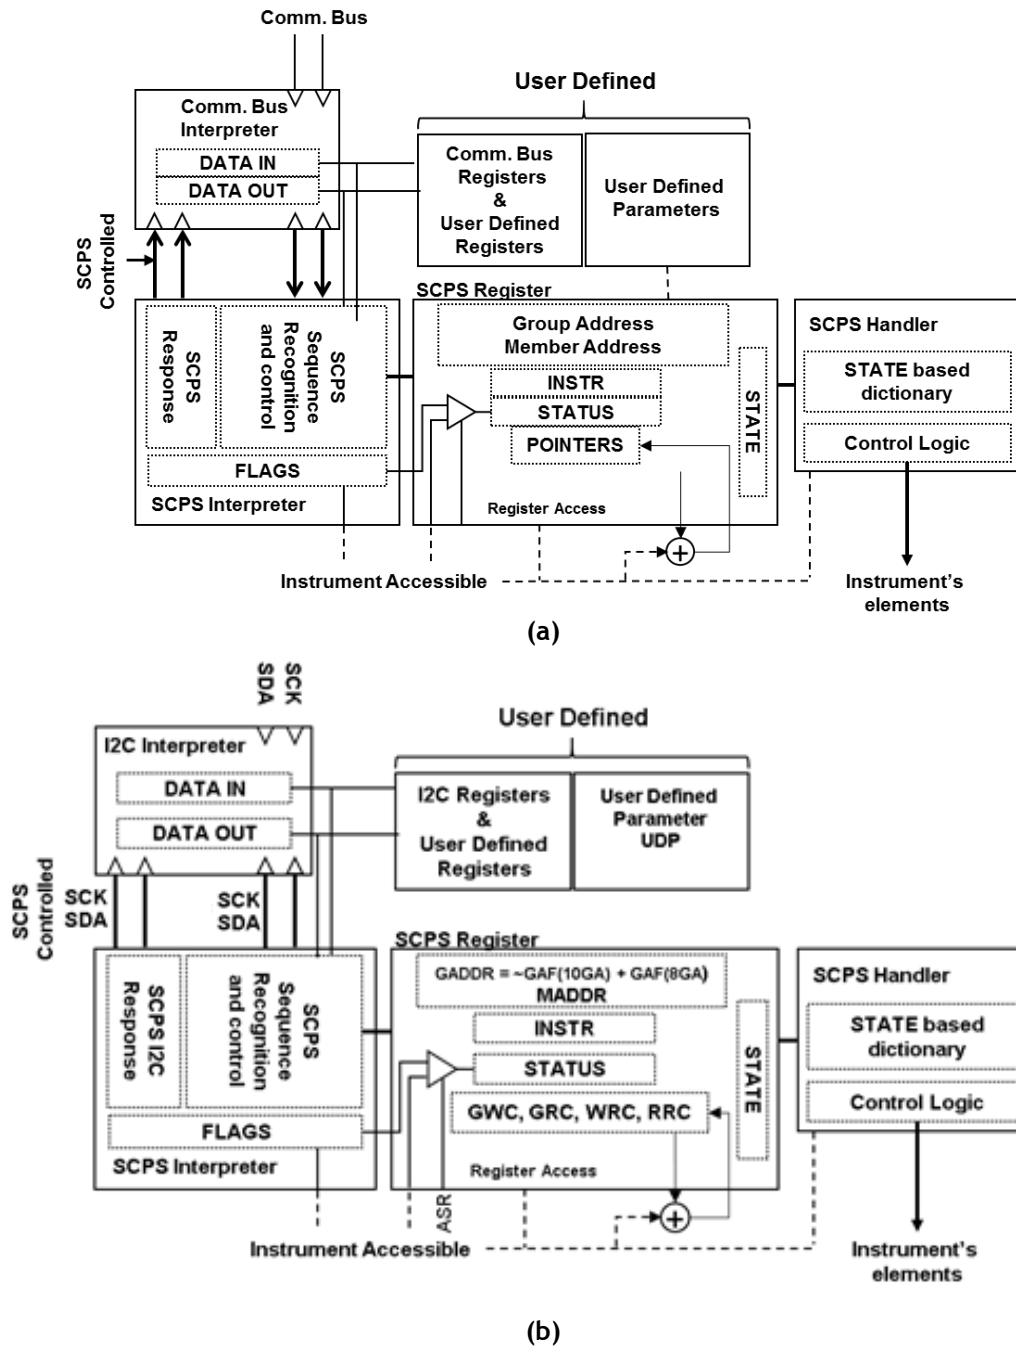 Comm. Bus
User Defined
Comm. Bus
Interpreter
DATA IN
DATA OUT
Comm. Bus
Registers
&
User Defined
Registers
User Defined
Parameters
SCPS
Controlled
SCPS Register
SCPS
Response
SCPS
Sequence
Recognition
and control
FLAGS
SCPS Interpreter
Group Address
Member Address
INSTR
STATUS
POINTERS
STATE
Register Access
SCPS Handler
STATE based
dictionary
Control Logic
+
Instrument Accessible
Instrument's
elements
(a)
SDA
SCK
User Defined
I2C Interpreter
DATA IN
DATA OUT
I2C Registers
&
User Defined
Registers
User Defined
Parameter
UDP
SCPS
Controlled
SCK
SDA
SCK
SDA
SCPS Register
SCPS I2C
Response
SCPS
Sequence
Recognition
and control
FLAGS
SCPS Interpreter
GADDR = ~GAF(10GA) + GAF(8GA)
MADDR
INSTR
STATUS
GWC, GRC, WRC, RRC
STATE
Register Access
SCPS Handler
STATE based
dictionary
Control Logic
ASR
+
Instrument Accessible
Instrument's
elements
(b)